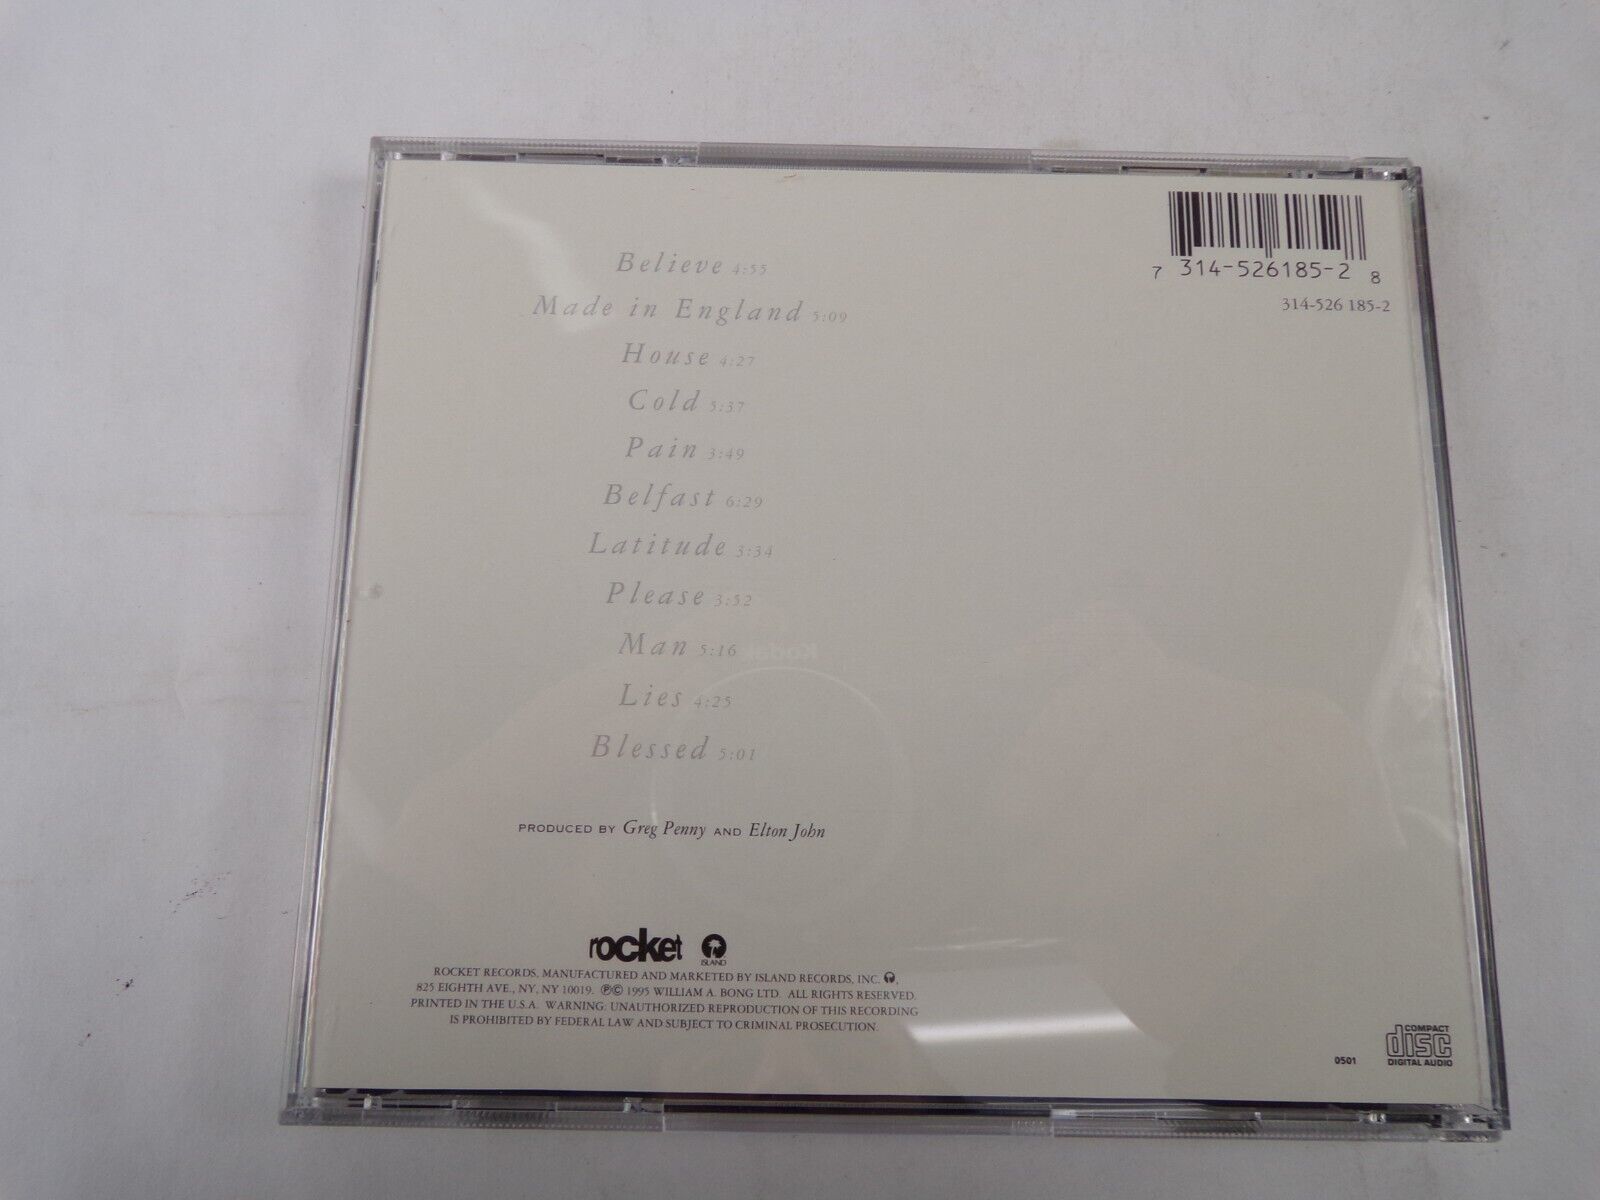 Believe 4:55
Made in England 5:09
House 4:27
Cold 5:37
Pain 3:49
Belfast 6:29
Latitude 3:34
Please 3:52
Man 5:16
Lies 4:25
Blessed 5:01
PRODUCED BY Greg Penny AND Elton John
7 314-526185-2 8
314-526 185-2
rocket
ISLAND
ROCKET RECORDS, MANUFACTURED AND MARKETED BY ISLAND RECORDS, INC.
825 EIGHTH AVE., NY, NY 10019. ℗© 1995 WILLIAM A. BONG LTD. ALL RIGHTS RESERVED.
PRINTED IN THE U.S.A. WARNING: UNAUTHORIZED REPRODUCTION OF THIS RECORDING
IS PROHIBITED BY FEDERAL LAW AND SUBJECT TO CRIMINAL PROSECUTION.
0501
COMPACT
disc
DIGITAL AUDIO